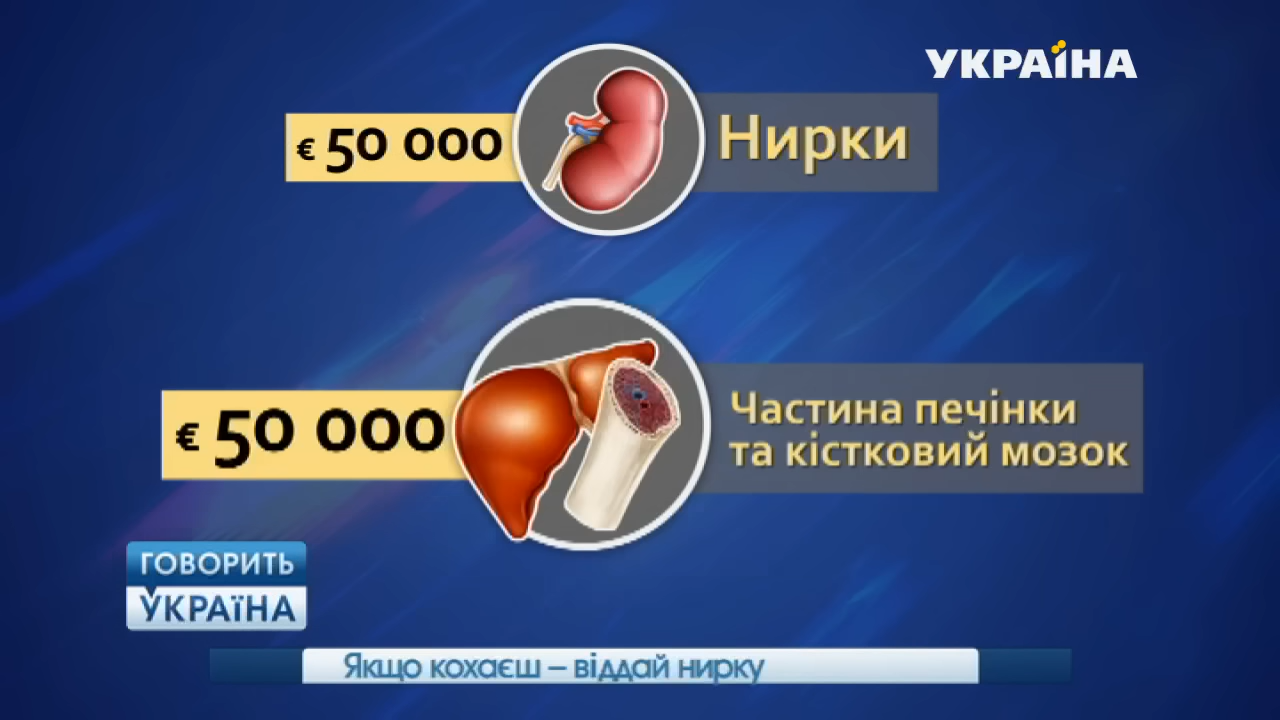 УКРАЇНА
€ 50 000
Нирки
€ 50 000
Частина печінки
та кістковий мозок
ГОВОРИТЬ
УКРАЇНА
Якщо кохаєш – віддай нирку